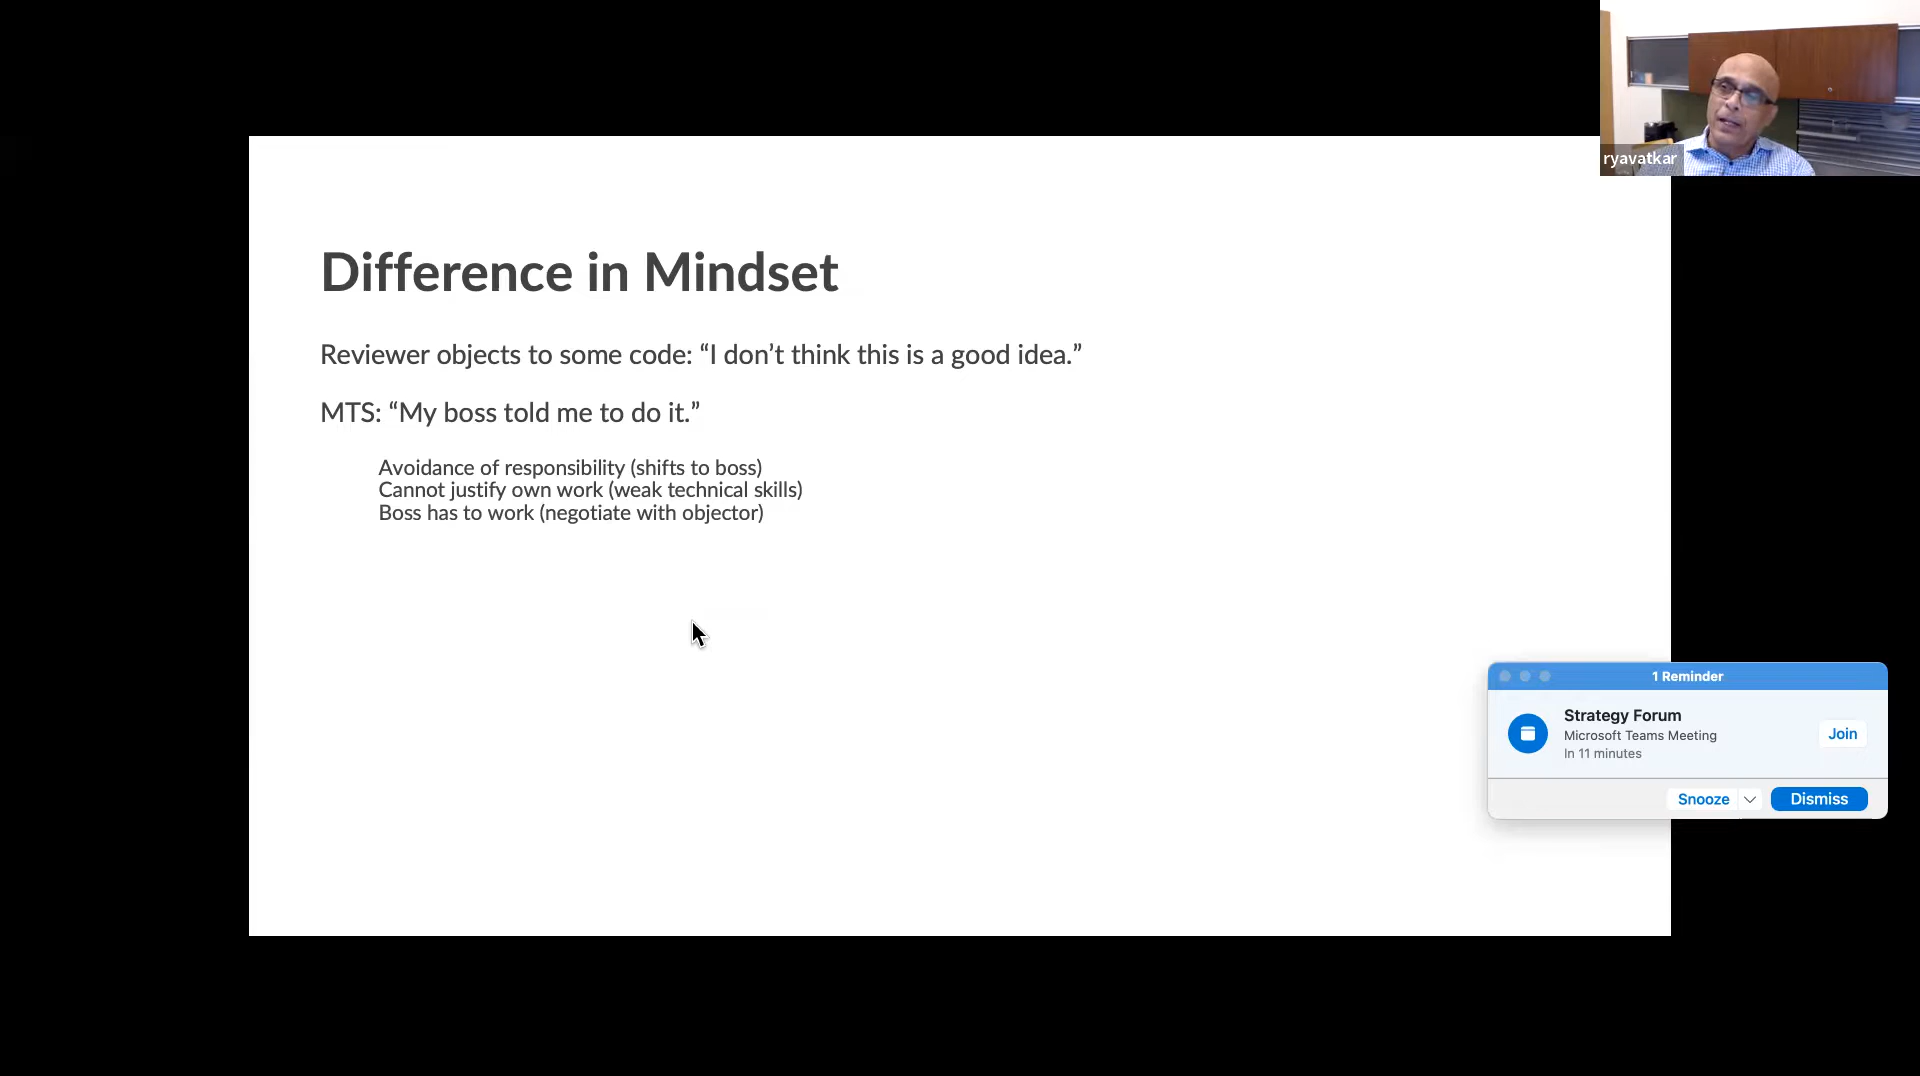 ryavatkar
Difference in Mindset
Reviewer objects to some code: “I don’t think this is a good idea.”
MTS: “My boss told me to do it.”
Avoidance of responsibility (shifts to boss)
Cannot justify own work (weak technical skills)
Boss has to work (negotiate with objector)
1 Reminder
Strategy Forum
Microsoft Teams Meeting
In 11 minutes
Join
Snooze
Dismiss